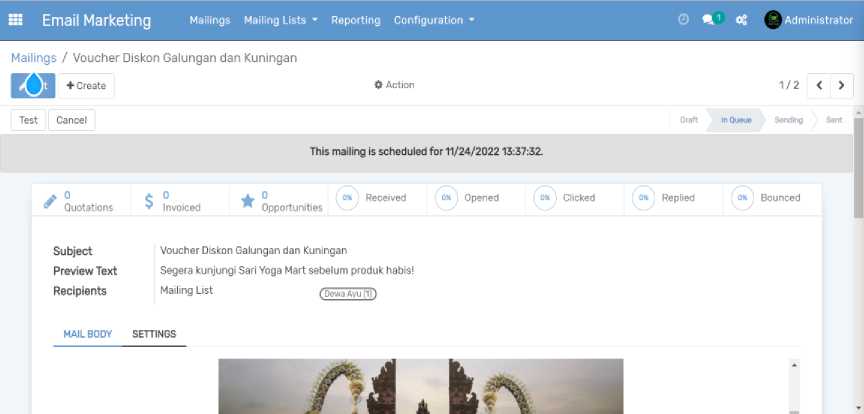 Email Marketing Mailings Mailing Lists Reporting Configuration 1 Administrator
Mailings / Voucher Diskon Galungan dan Kuningan
+ Create Action 1 / 2
Test Cancel Draft In Queue Sending Sent
This mailing is scheduled for 11/24/2022 13:37:32.
0 Quotations
$ 0 Invoiced
0 Opportunities
0% Received
0% Opened
0% Clicked
0% Replied
0% Bounced
Subject Voucher Diskon Galungan dan Kuningan
Preview Text Segera kunjungi Sari Yoga Mart sebelum produk habis!
Recipients Mailing List Dewa Ayu (1)
MAIL BODY SETTINGS